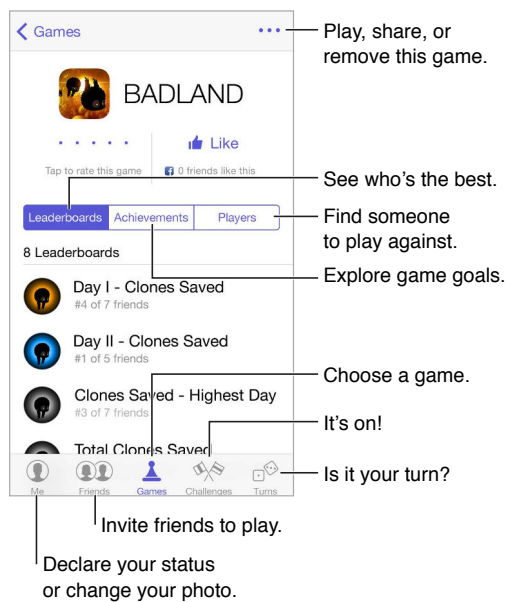 Games
Play, share, or
remove this game.
BADLAND
Like
Tap to rate this game
0 friends like this
See who's the best.
Leaderboards Achievements Players
Find someone
to play against.
8 Leaderboards
Explore game goals.
Day I - Clones Saved
#4 of 7 friends
Day II - Clones Saved
#1 of 5 friends
Choose a game.
Clones Saved - Highest Day
#3 of 7 friends
It's on!
Total Clones Saved
Is it your turn?
Me Friends Games Challenges Turns
Invite friends to play.
Declare your status
or change your photo.